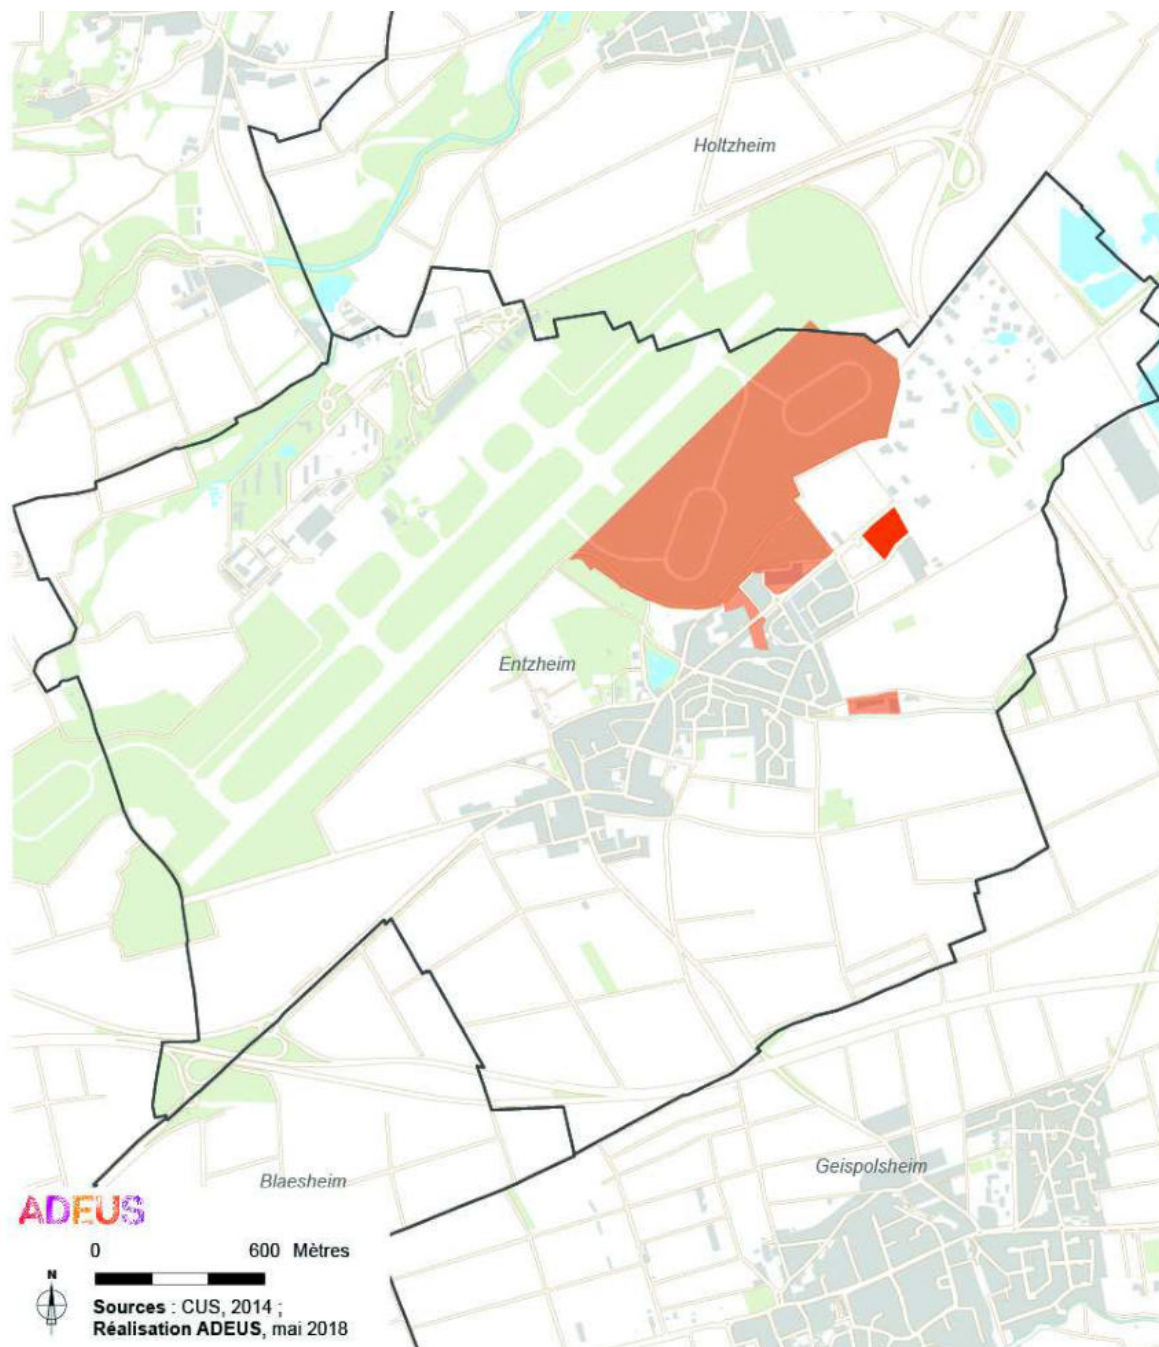 Holtzheim
Entzheim
Geispolsheim
Blaesheim
ADEUS
0 600 Mètres
N
Sources : CUS, 2014 ;
Réalisation ADEUS, mai 2018